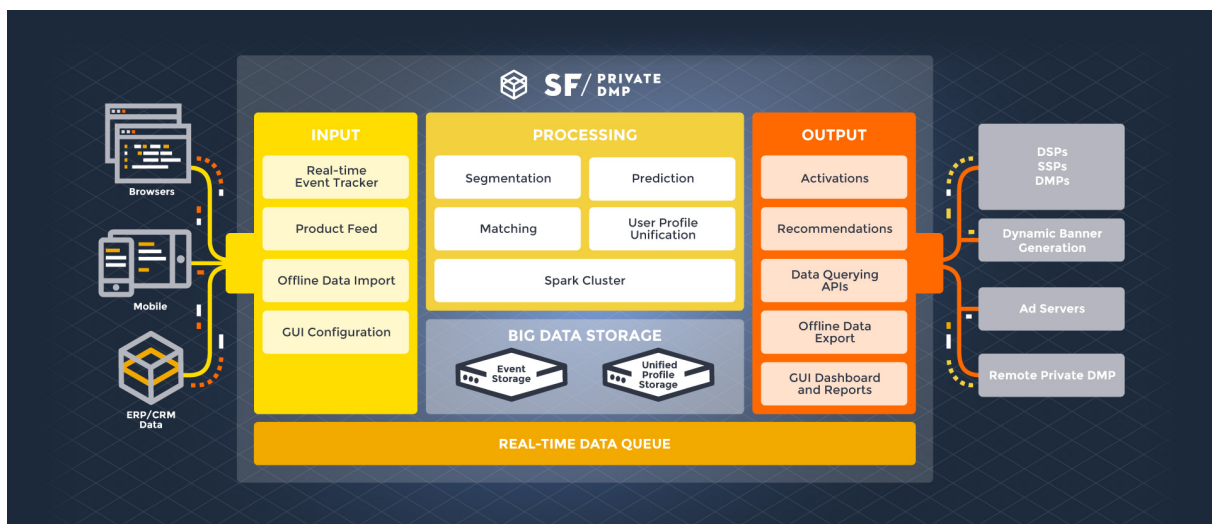 SF/ PRIVATE
DMP
INPUT
Real-time
Event Tracker
Product Feed
Offline Data Import
GUI Configuration
PROCESSING
Segmentation
Prediction
Matching
User Profile
Unification
Spark Cluster
BIG DATA STORAGE
Event
Storage
Unified
Profile
Storage
OUTPUT
Activations
Recommendations
Data Querying
APIs
Offline Data
Export
GUI Dashboard
and Reports
REAL-TIME DATA QUEUE
Browsers
Mobile
ERP/CRM
Data
DSPs
SSPs
DMPs
Dynamic Banner
Generation
Ad Servers
Remote Private DMP